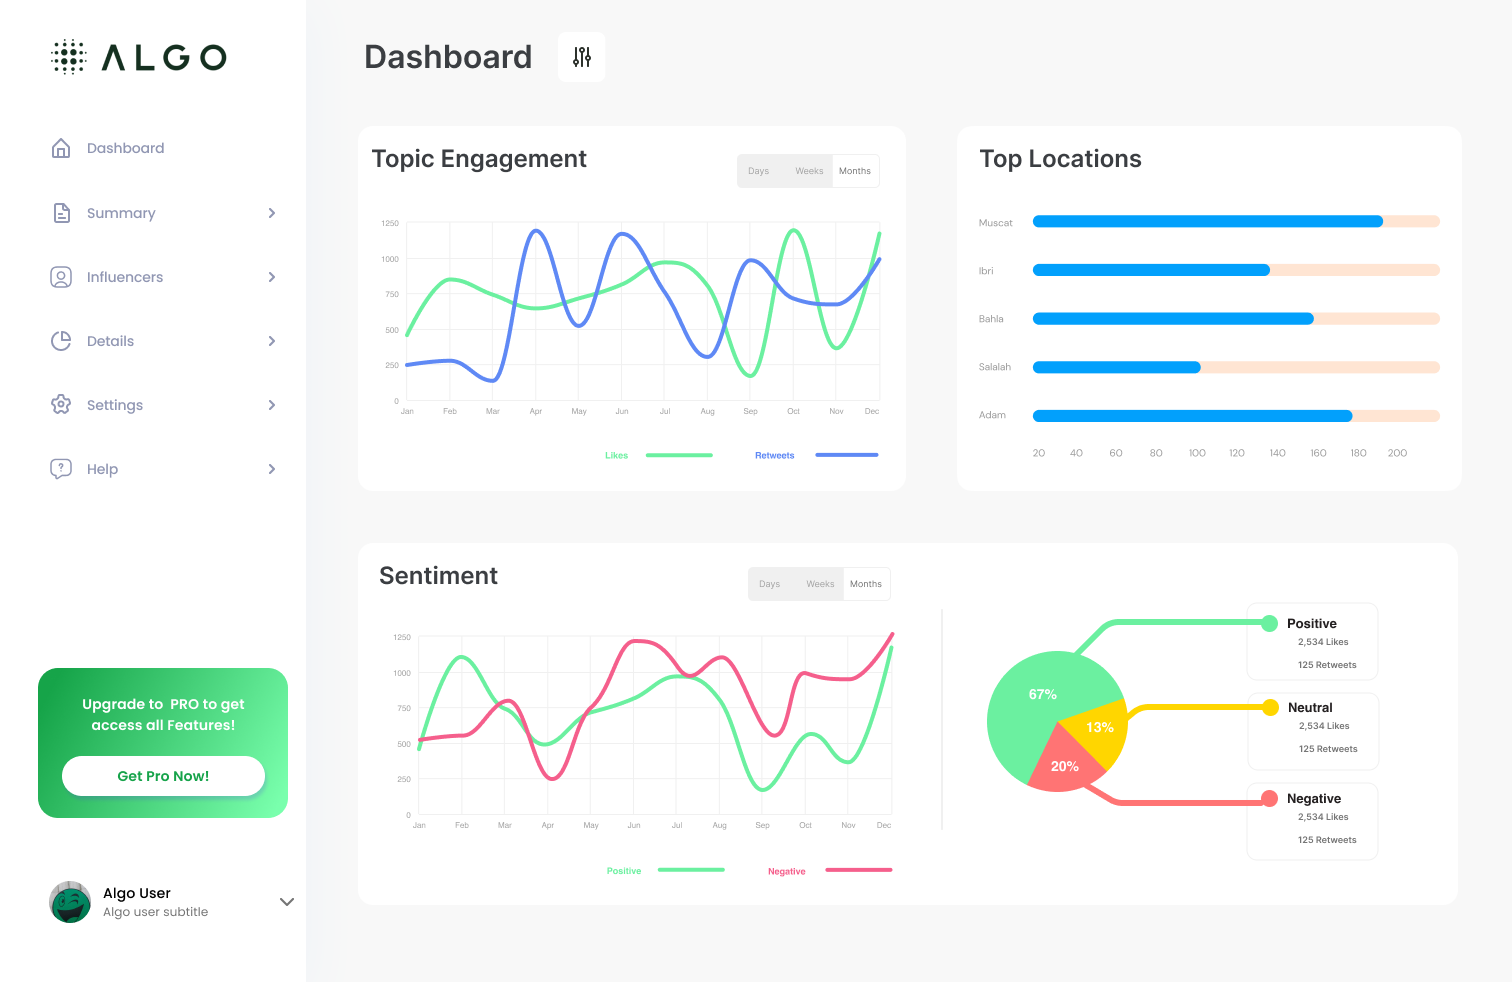 ALGO
Dashboard
Summary
Influencers
Details
Settings
Help
Upgrade to PRO to get
access all Features!
Get Pro Now!
Algo User
Algo user subtitle
Dashboard
Topic Engagement
Days Weeks Months
1250
1000
750
500
250
0
Jan Feb Mar Apr May Jun Jul Aug Sep Oct Nov Dec
Likes Retweets
Top Locations
Muscat
Ibri
Bahla
Salalah
Adam
20 40 60 80 100 120 140 160 180 200
Sentiment
Days Weeks Months
1250
1000
750
500
250
0
Jan Feb Mar Apr May Jun Jul Aug Sep Oct Nov Dec
Positive Negative
67%
13%
20%
Positive
2,534 Likes
125 Retweets
Neutral
2,534 Likes
125 Retweets
Negative
2,534 Likes
125 Retweets